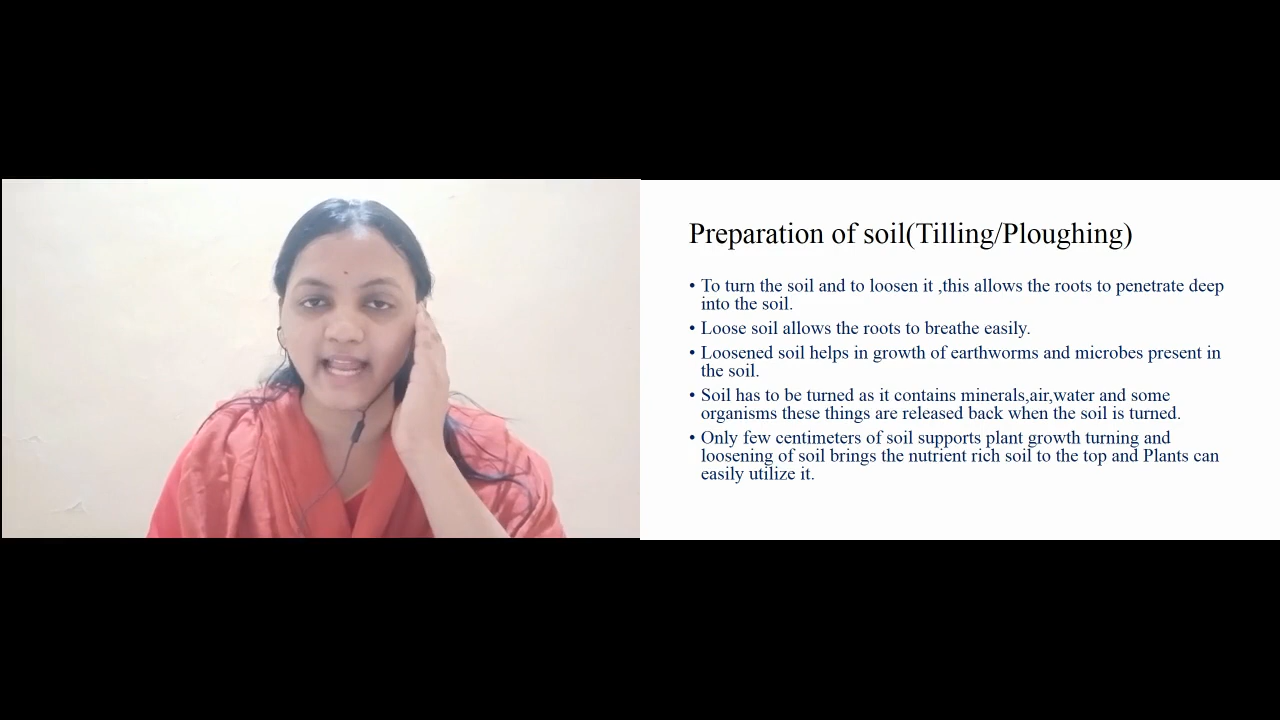 Preparation of soil(Tilling/Ploughing)
• To turn the soil and to loosen it ,this allows the roots to penetrate deep
into the soil.
• Loose soil allows the roots to breathe easily.
• Loosened soil helps in growth of earthworms and microbes present in
the soil.
• Soil has to be turned as it contains minerals,air,water and some
organisms these things are released back when the soil is turned.
• Only few centimeters of soil supports plant growth turning and
loosening of soil brings the nutrient rich soil to the top and Plants can
easily utilize it.